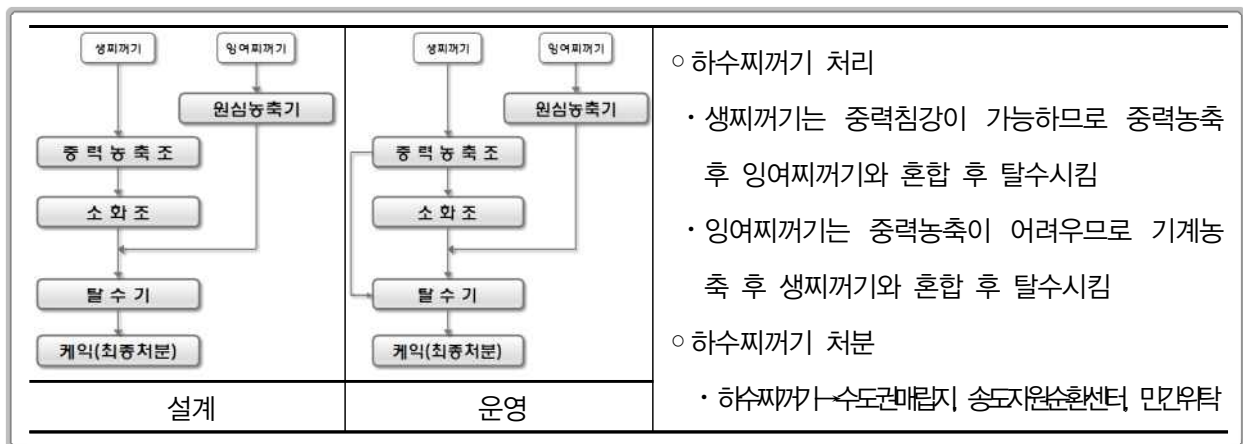 생찌꺼기
잉여찌꺼기
원심농축기
중력농축조
소화조
탈수기
케익(최종처분)
설계
생찌꺼기
잉여찌꺼기
원심농축기
중력농축조
소화조
탈수기
케익(최종처분)
운영
○ 하수찌꺼기 처리
· 생찌꺼기는 중력침강이 가능하므로 중력농축
후 잉여찌꺼기와 혼합 후 탈수시킴
· 잉여찌꺼기는 중력농축이 어려우므로 기계농
축 후 생찌꺼기와 혼합 후 탈수시킴
○ 하수찌꺼기 처분
· 하수찌꺼기→수도권매립지, 송도자원순환센터, 민간위탁